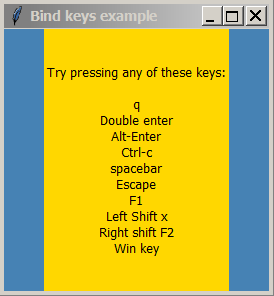 Bind keys example
Try pressing any of these keys:
q
Double enter
Alt-Enter
Ctrl-c
spacebar
Escape
F1
Left Shift x
Right shift F2
Win key